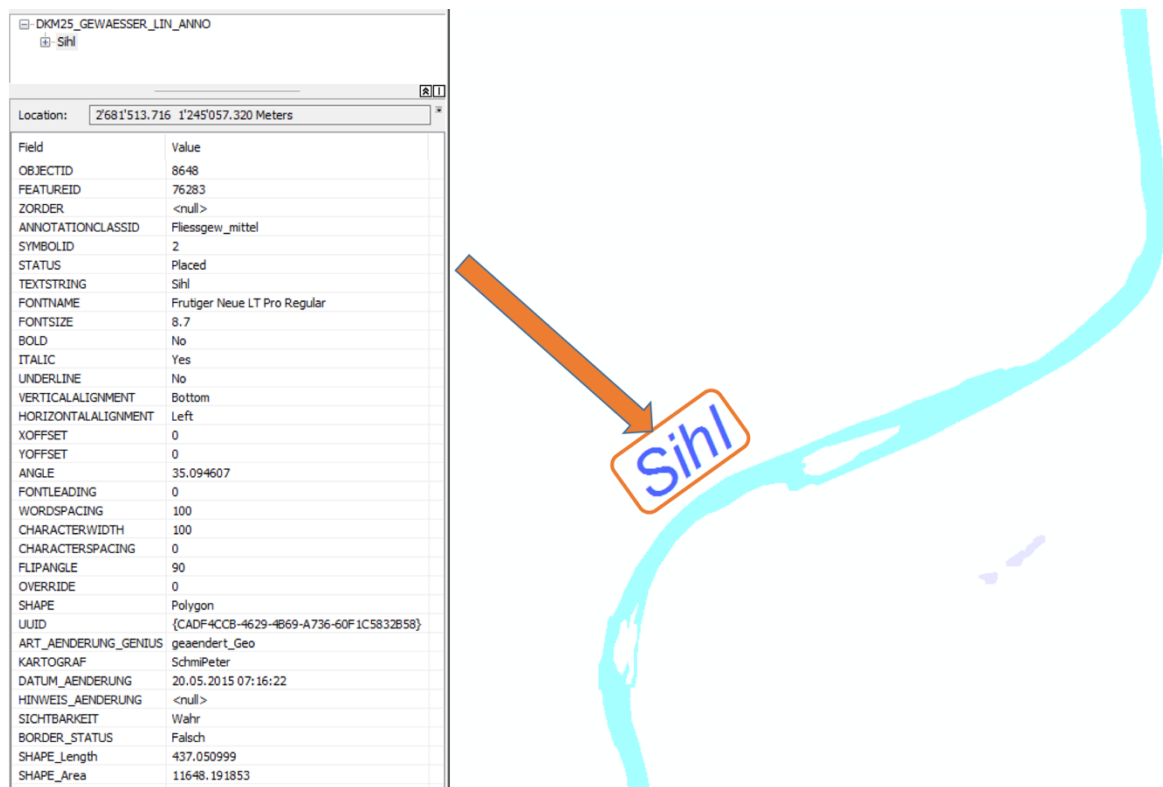 DKM25_GEWAESSER_LIN_ANNO
Sihl
Location: 2'681'513.716 1'245'057.320 Meters
Field Value
OBJECTID 8648
FEATUREID 76283
ZORDER <null>
ANNOTATIONCLASSID Fliessgew_mittel
SYMBOLID 2
STATUS Placed
TEXTSTRING Sihl
FONTNAME Frutiger Neue LT Pro Regular
FONTSIZE 8.7
BOLD No
ITALIC Yes
UNDERLINE No
VERTICALALIGNMENT Bottom
HORIZONTALALIGNMENT Left
XOFFSET 0
YOFFSET 0
ANGLE 35.094607
FONTLEADING 0
WORDSPACING 100
CHARACTERWIDTH 100
CHARACTERSPACING 0
FLIPANGLE 90
OVERRIDE 0
SHAPE Polygon
UUID {CADF4CCB-4629-4B69-A736-60F1C5832B58}
ART_AENDERUNG_GENIUS geaendert_Geo
KARTOGRAF SchmiPeter
DATUM_AENDERUNG 20.05.2015 07:16:22
HINWEIS_AENDERUNG <null>
SICHTBARKEIT Wahr
BORDER_STATUS Falsch
SHAPE_Length 437.050999
SHAPE_Area 11648.191853
Sihl